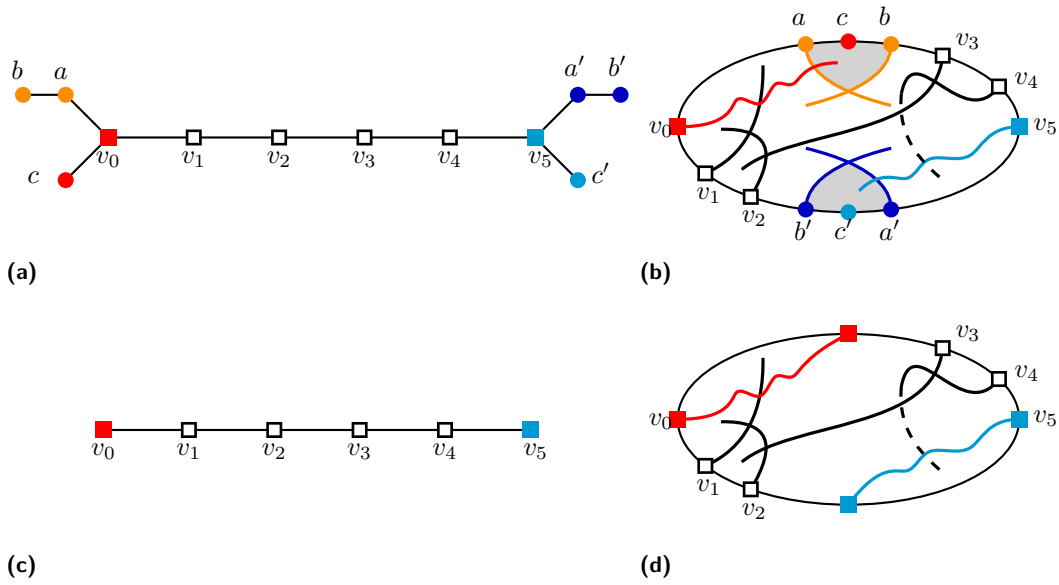 b a a′ b′
v0 v1 v2 v3 v4 v5
c c′
(a)
a c b v3
v4
v0 v5
v1
v2 b′ c′ a′
(b)
v0 v1 v2 v3 v4 v5
(c)
v3
v4
v0 v5
v1
v2
(d)